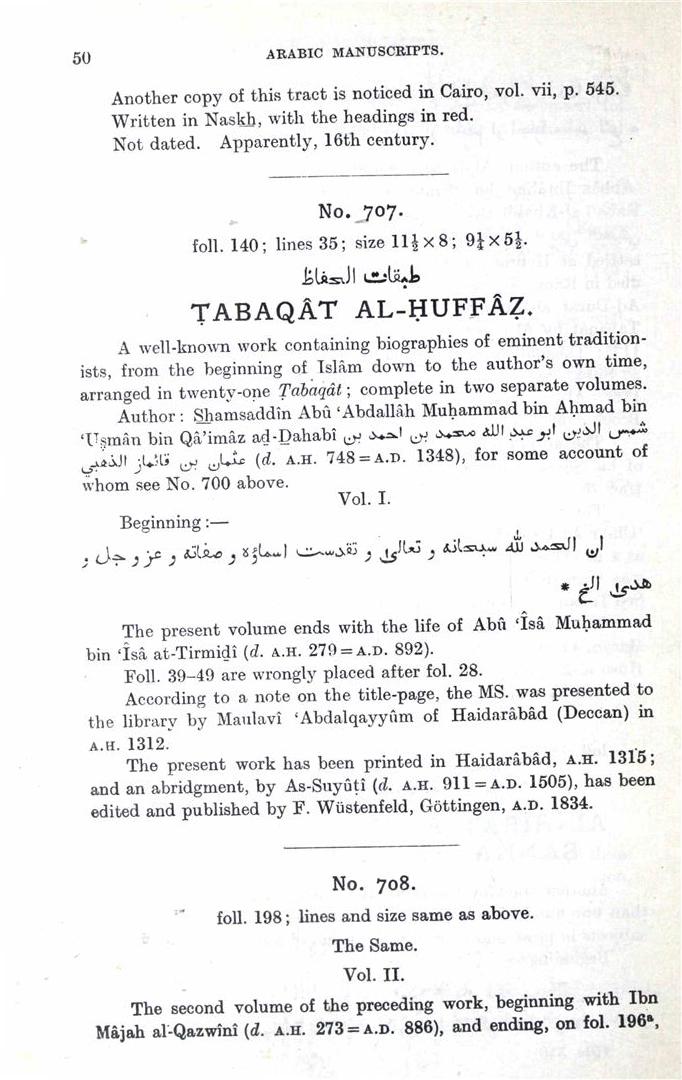 50
ARABIC MANUSCRIPTS.
Another copy of this tract is noticed in Cairo, vol. vii, p. 545.
Written in Naskh, with the headings in red.
Not dated. Apparently, 16th century.
No. 707.
foll. 140; lines 35; size 11½ × 8; 9½ × 5½.
طبقات الحفاظ
ṬABAQÂT AL-ḤUFFÂẒ.
A well-known work containing biographies of eminent tradition-
ists, from the beginning of Islâm down to the author's own time,
arranged in twenty-one Ṭabaqât; complete in two separate volumes.
Author: Shamsaddîn Abû ‘Abdallâh Muḥammad bin Aḥmad bin
‘Uṣmân bin Qâ'imâz aḏ-Ḏahabî شمس الدين ابو عبد الله محمد بن احمد بن
عثمان بن قائماز الذهبي (d. A.H. 748 = A.D. 1348), for some account of
whom see No. 700 above.
Vol. I.
Beginning:—
ان الحمد لله سبحانه و تعالى و تقدست اسماؤه و صفاته و عز و جل و
هدى الخ *
The present volume ends with the life of Abû ‘Îsâ Muḥammad
bin ‘Îsâ at-Tirmiḏî (d. A.H. 279 = A.D. 892).
Foll. 39–49 are wrongly placed after fol. 28.
According to a note on the title-page, the MS. was presented to
the library by Maulavî ‘Abdalqayyûm of Haidarâbâd (Deccan) in
A.H. 1312.
The present work has been printed in Haidarâbâd, A.H. 1315;
and an abridgment, by As-Suyûṭî (d. A.H. 911 = A.D. 1505), has been
edited and published by F. Wüstenfeld, Göttingen, A.D. 1834.
No. 708.
foll. 198; lines and size same as above.
The Same.
Vol. II.
The second volume of the preceding work, beginning with Ibn
Mâjah al-Qazwînî (d. A.H. 273 = A.D. 886), and ending, on fol. 196ᵃ,